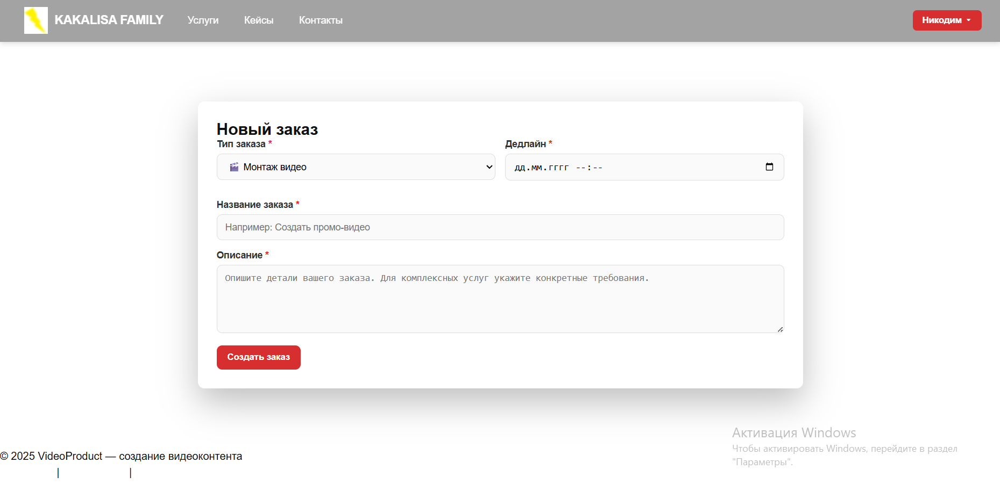 KAKALISA FAMILY Услуги Кейсы Контакты Никодим
Новый заказ
Тип заказа * Дедлайн *
Монтаж видео дд.мм.гггг --:--
Название заказа *
Например: Создать промо-видео
Описание *
Опишите детали вашего заказа. Для комплексных услуг укажите конкретные требования.
Создать заказ
Активация Windows
Чтобы активировать Windows, перейдите в раздел
"Параметры".
© 2025 VideoProduct — создание видеоконтента
| |